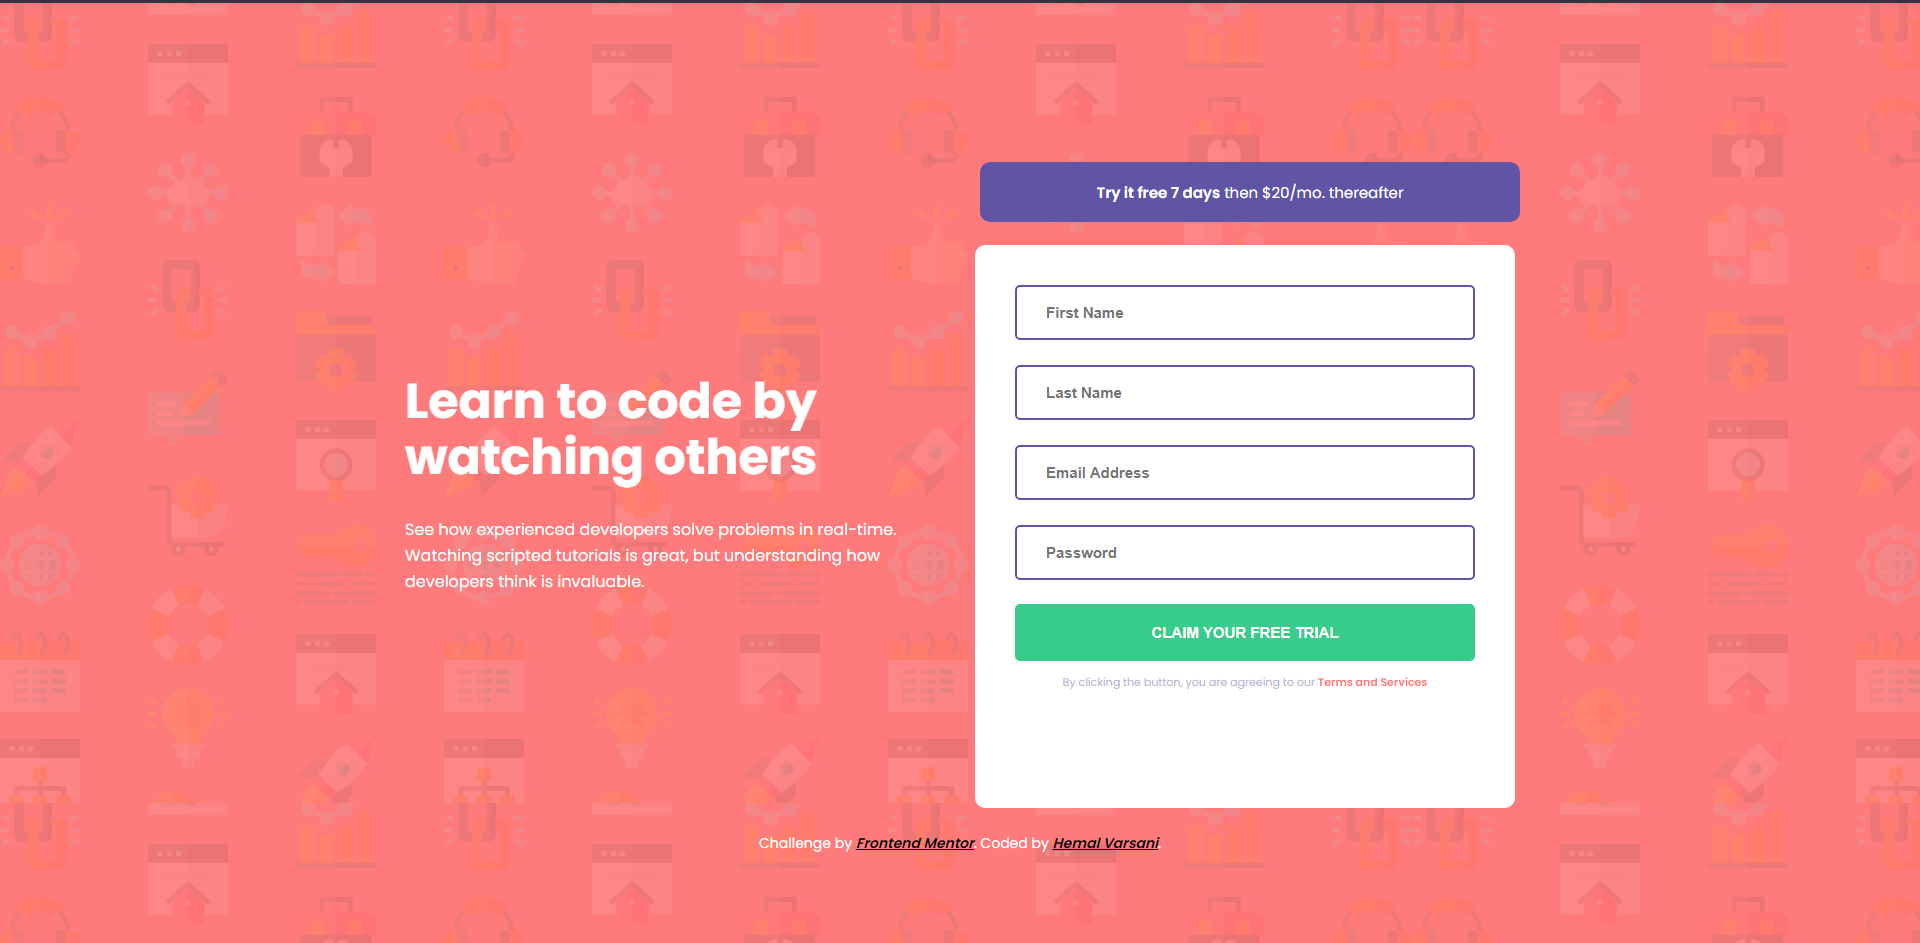 Learn to code by
watching others
See how experienced developers solve problems in real-time.
Watching scripted tutorials is great, but understanding how
developers think is invaluable.
Try it free 7 days then $20/mo. thereafter
First Name
Last Name
Email Address
Password
CLAIM YOUR FREE TRIAL
By clicking the button, you are agreeing to our Terms and Services
Challenge by Frontend Mentor. Coded by Hemal Varsani.